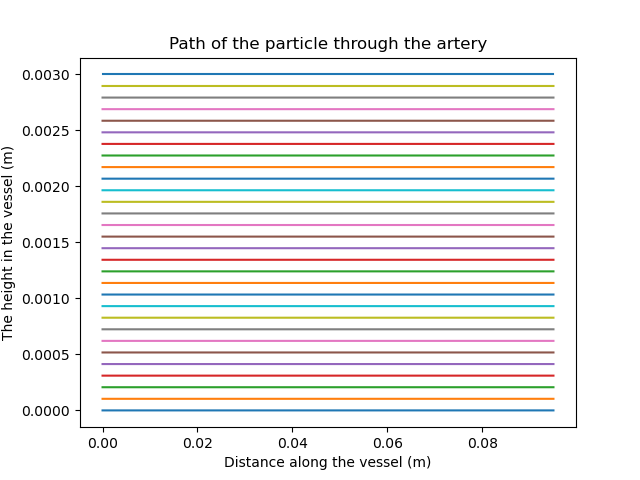 Path of the particle through the artery
The height in the vessel (m)
0.0030
0.0025
0.0020
0.0015
0.0010
0.0005
0.0000
0.00 0.02 0.04 0.06 0.08
Distance along the vessel (m)